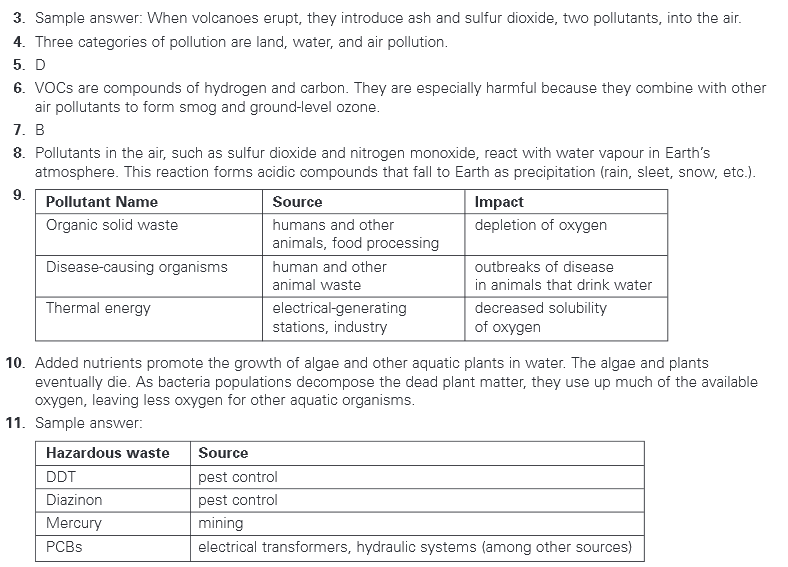 3. Sample answer: When volcanoes erupt, they introduce ash and sulfur dioxide, two pollutants, into the air.
4. Three categories of pollution are land, water, and air pollution.
5. D
6. VOCs are compounds of hydrogen and carbon. They are especially harmful because they combine with other
air pollutants to form smog and ground-level ozone.
7. B
8. Pollutants in the air, such as sulfur dioxide and nitrogen monoxide, react with water vapour in Earth's
atmosphere. This reaction forms acidic compounds that fall to Earth as precipitation (rain, sleet, snow, etc.).
9. Pollutant Name Source Impact
Organic solid waste humans and other depletion of oxygen
animals, food processing
Disease-causing organisms human and other outbreaks of disease
animal waste in animals that drink water
Thermal energy electrical-generating decreased solubility
stations, industry of oxygen
10. Added nutrients promote the growth of algae and other aquatic plants in water. The algae and plants
eventually die. As bacteria populations decompose the dead plant matter, they use up much of the available
oxygen, leaving less oxygen for other aquatic organisms.
11. Sample answer:
Hazardous waste Source
DDT pest control
Diazinon pest control
Mercury mining
PCBs electrical transformers, hydraulic systems (among other sources)